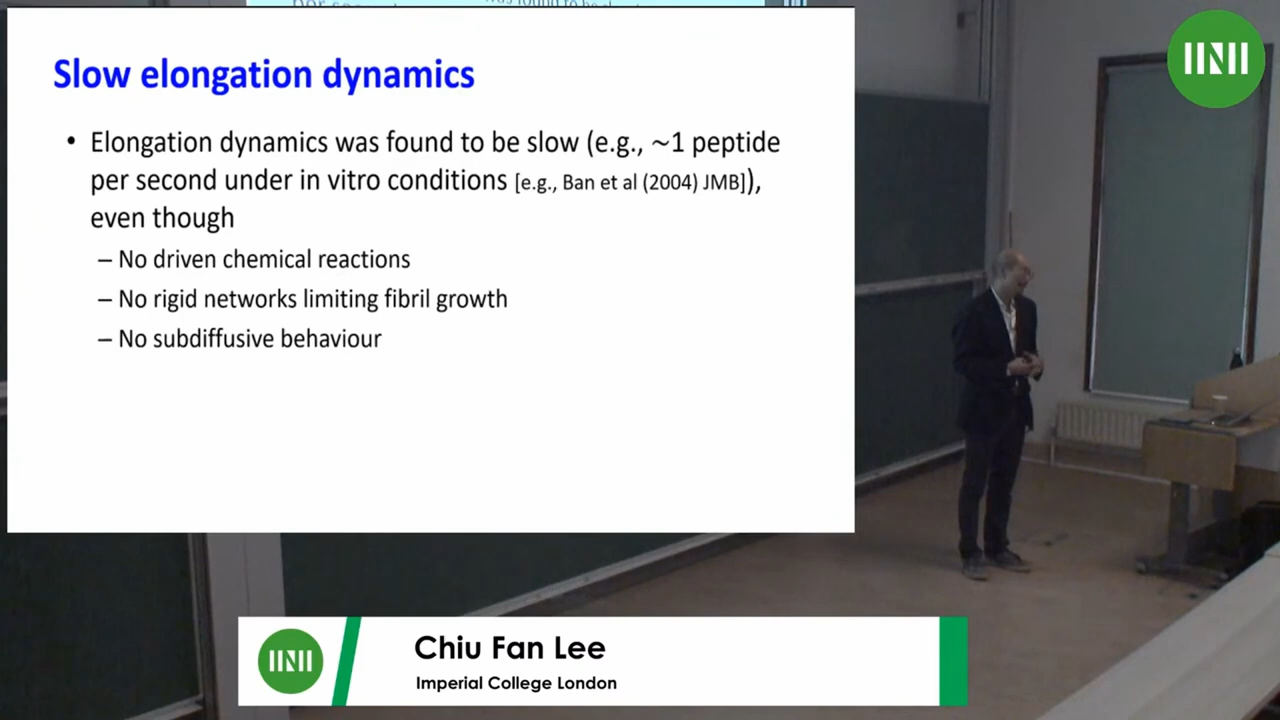 Slow elongation dynamics
• Elongation dynamics was found to be slow (e.g., ~1 peptide
per second under in vitro conditions [e.g., Ban et al (2004) JMB]),
even though
– No driven chemical reactions
– No rigid networks limiting fibril growth
– No subdiffusive behaviour
IINII
IINII
Chiu Fan Lee
Imperial College London